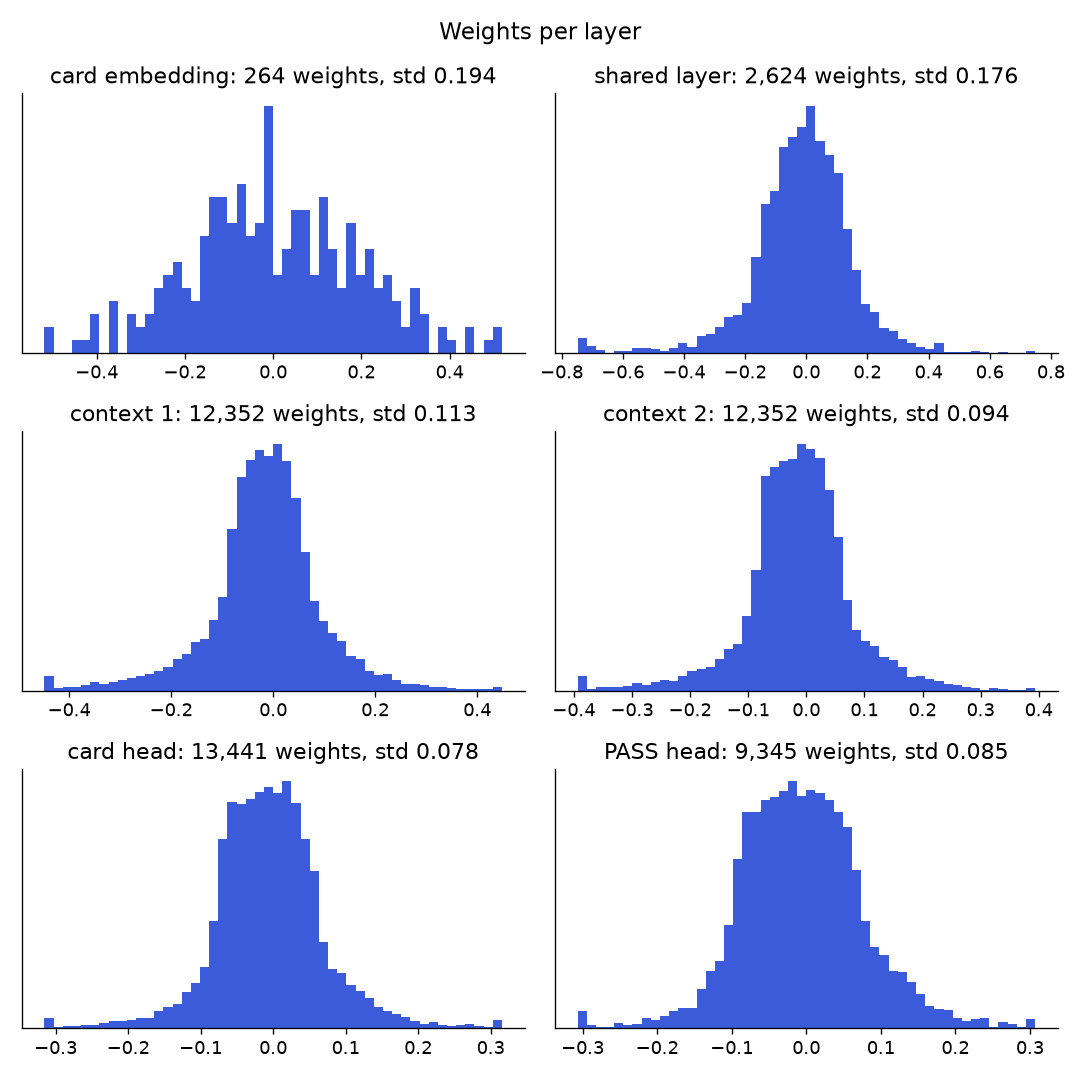 Weights per layer
card embedding: 264 weights, std 0.194
shared layer: 2,624 weights, std 0.176
−0.4 −0.2 0.0 0.2 0.4
−0.8 −0.6 −0.4 −0.2 0.0 0.2 0.4 0.6 0.8
context 1: 12,352 weights, std 0.113
context 2: 12,352 weights, std 0.094
−0.4 −0.2 0.0 0.2 0.4
−0.4 −0.3 −0.2 −0.1 0.0 0.1 0.2 0.3 0.4
card head: 13,441 weights, std 0.078
PASS head: 9,345 weights, std 0.085
−0.3 −0.2 −0.1 0.0 0.1 0.2 0.3
−0.3 −0.2 −0.1 0.0 0.1 0.2 0.3